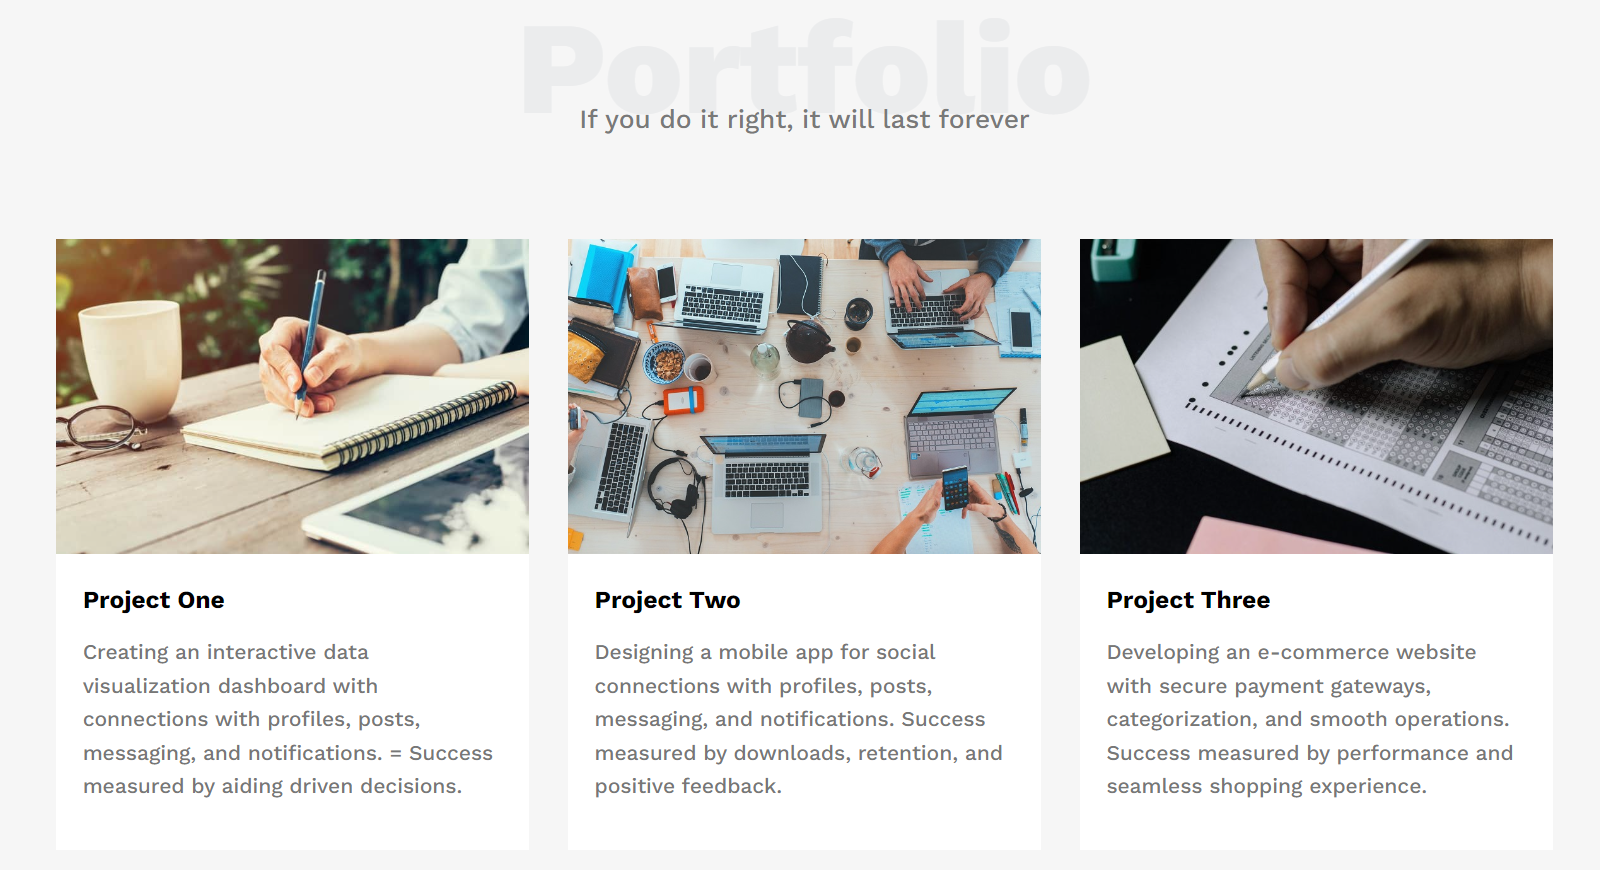 Portfolio
If you do it right, it will last forever
Project One
Creating an interactive data
visualization dashboard with
connections with profiles, posts,
messaging, and notifications. = Success
measured by aiding driven decisions.
Project Two
Designing a mobile app for social
connections with profiles, posts,
messaging, and notifications. Success
measured by downloads, retention, and
positive feedback.
Project Three
Developing an e-commerce website
with secure payment gateways,
categorization, and smooth operations.
Success measured by performance and
seamless shopping experience.